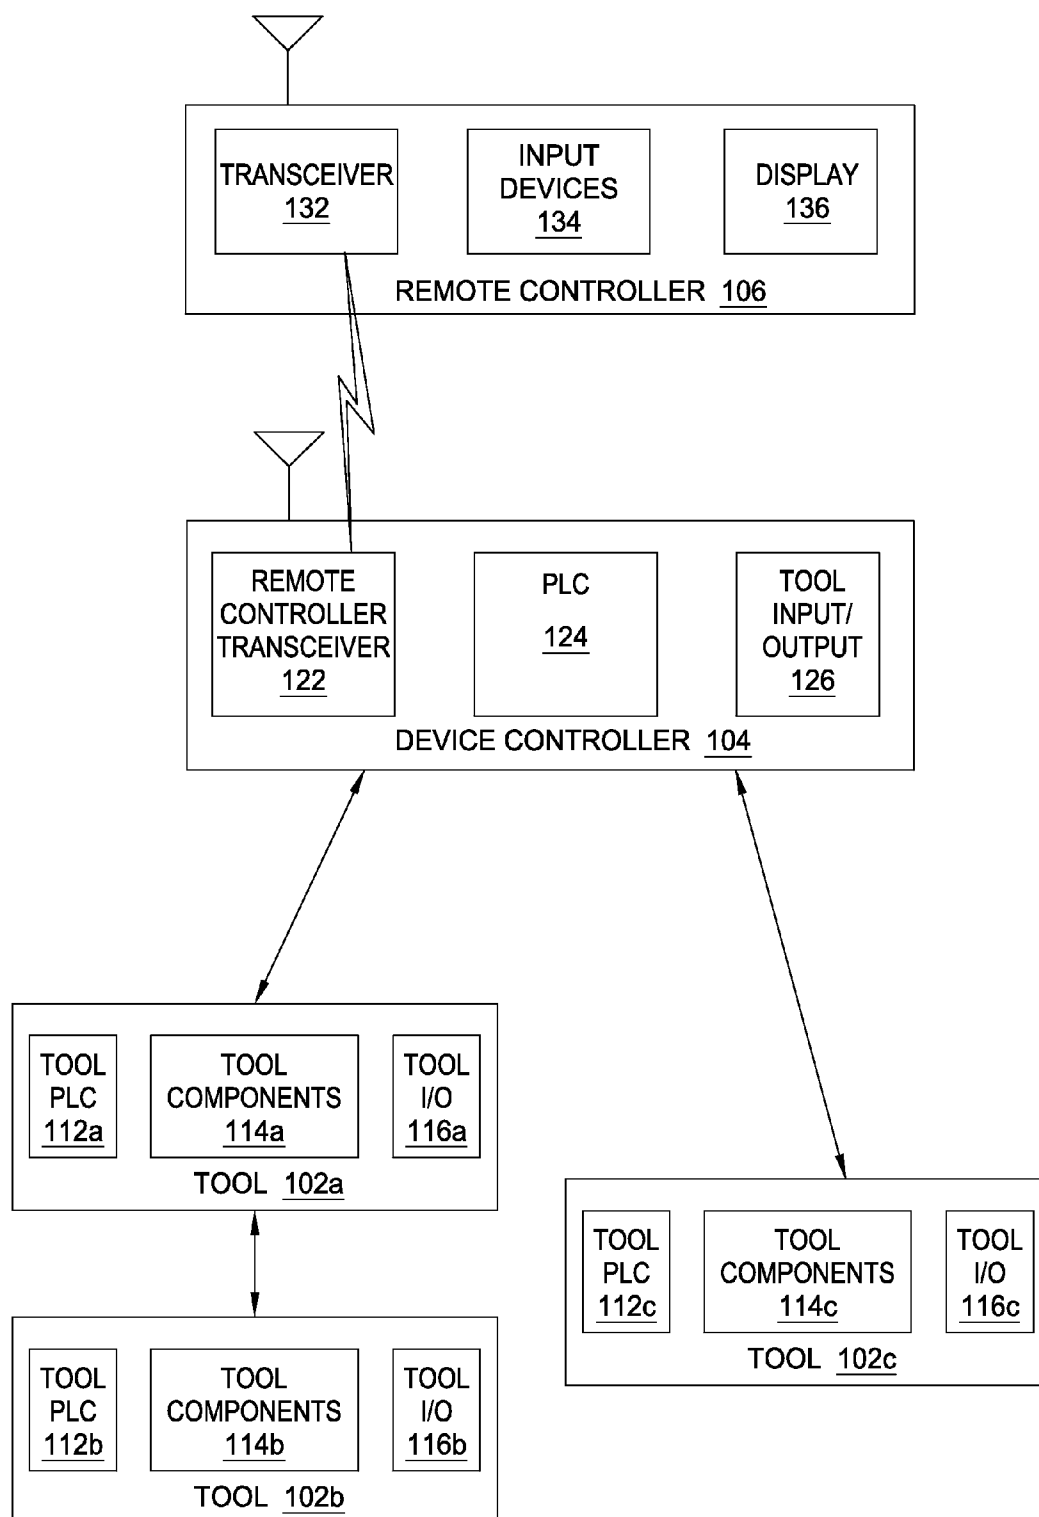 TRANSCEIVER
132
INPUT
DEVICES
134
DISPLAY
136
REMOTE CONTROLLER 106
REMOTE
CONTROLLER
TRANSCEIVER
122
PLC
124
TOOL
INPUT/
OUTPUT
126
DEVICE CONTROLLER 104
TOOL
PLC
112a
TOOL
COMPONENTS
114a
TOOL
I/O
116a
TOOL 102a
TOOL
PLC
112c
TOOL
COMPONENTS
114c
TOOL
I/O
116c
TOOL 102c
TOOL
PLC
112b
TOOL
COMPONENTS
114b
TOOL
I/O
116b
TOOL 102b